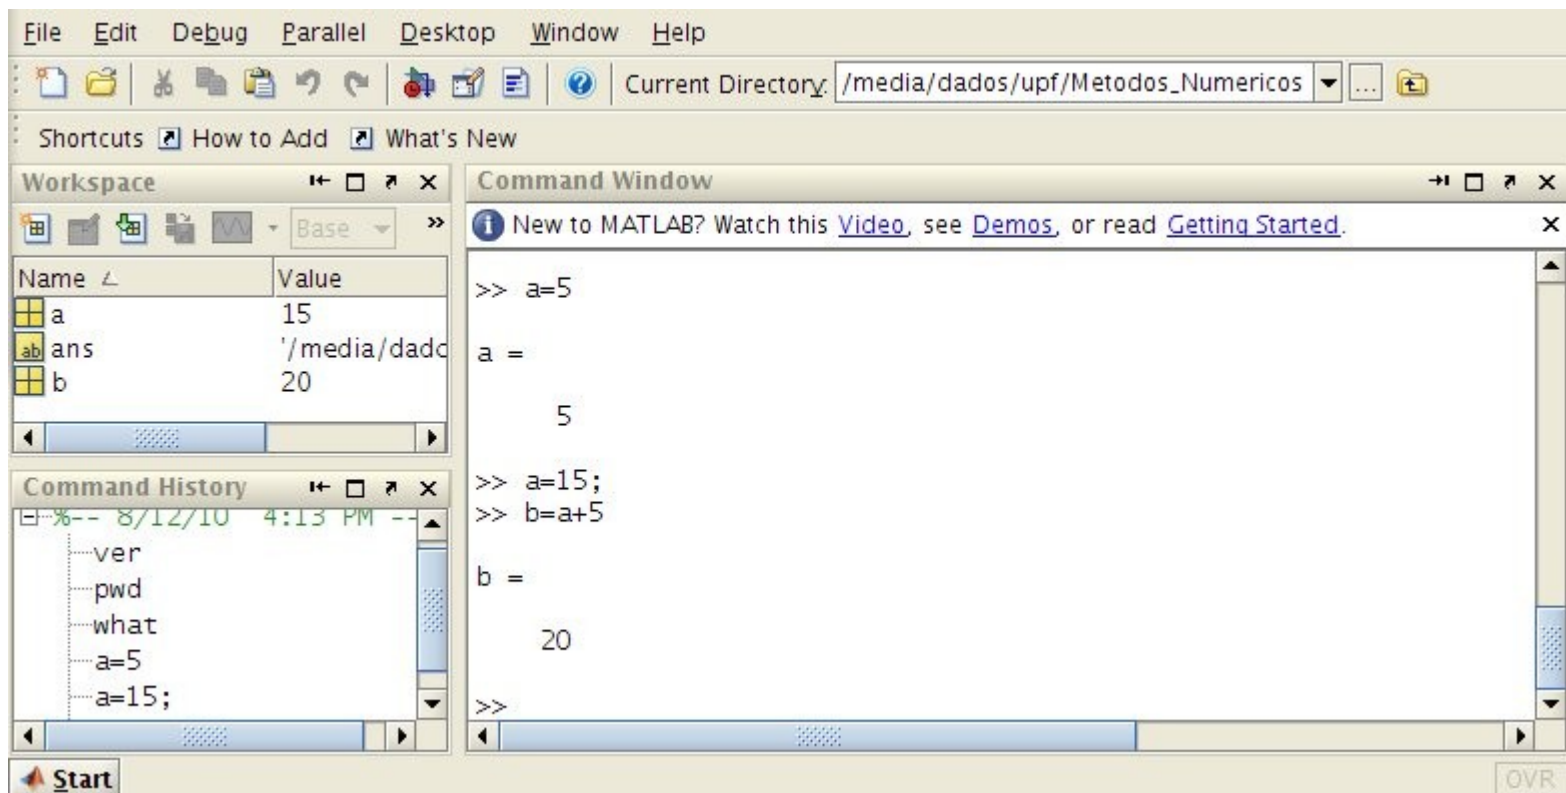 File Edit Debug Parallel Desktop Window Help
Current Directory: /media/dados/upf/Metodos_Numericos
Shortcuts How to Add What's New
Workspace
Base
Name Value
a 15
ab ans '/media/dado
b 20
Command History
%-- 8/12/10 4:13 PM --
ver
pwd
what
a=5
a=15;
Command Window
New to MATLAB? Watch this Video, see Demos, or read Getting Started.
>> a=5
a =
5
>> a=15;
>> b=a+5
b =
20
>>
Start
OVR